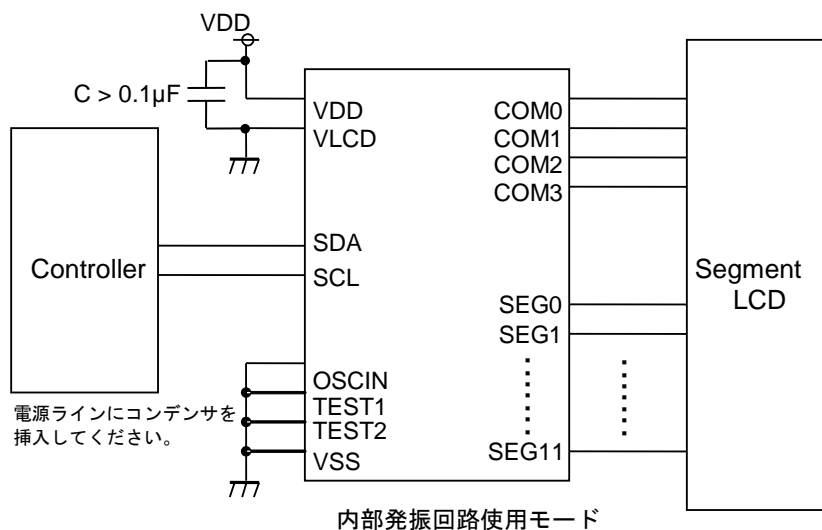 VDD
C > 0.1µF
VDD
VLCD
SDA
SCL
OSCIN
TEST1
TEST2
VSS
COM0
COM1
COM2
COM3
SEG0
SEG1
SEG11
Controller
Segment
LCD
電源ラインにコンデンサを
挿入してください。
内部発振回路使用モード